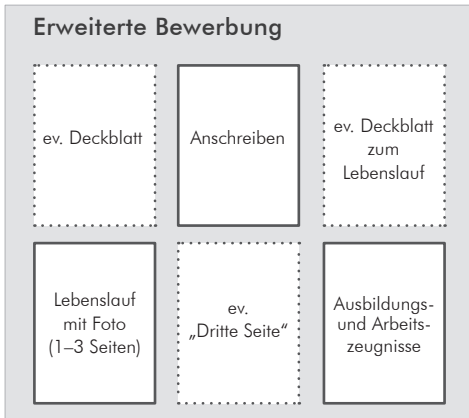 Erweiterte Bewerbung
ev. Deckblatt
Anschreiben
ev. Deckblatt
zum
Lebenslauf
Lebenslauf
mit Foto
(1–3 Seiten)
ev.
„Dritte Seite“
Ausbildungs-
und Arbeits-
zeugnisse